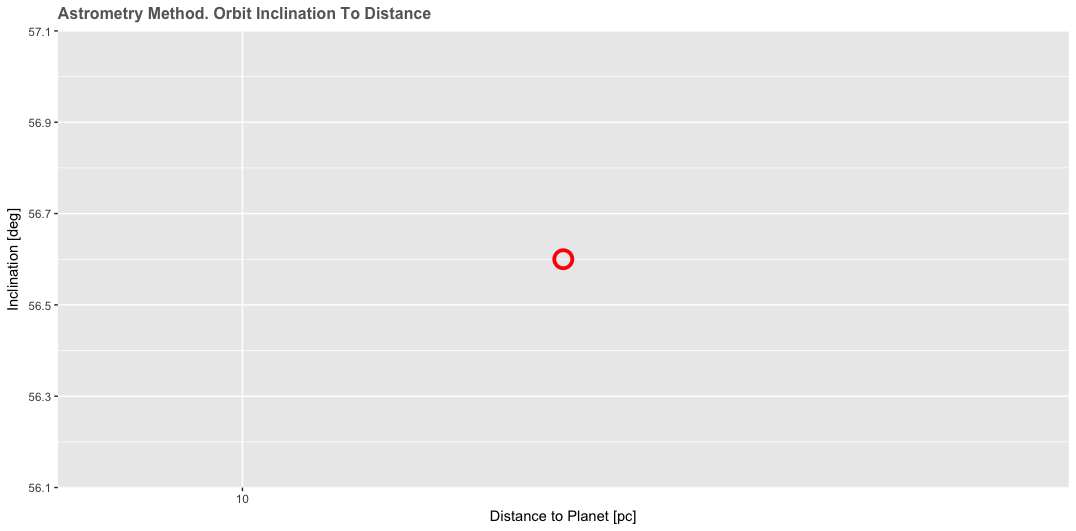 Astrometry Method. Orbit Inclination To Distance
57.1
56.9
56.7
56.5
56.3
56.1
Inclination [deg]
10
Distance to Planet [pc]